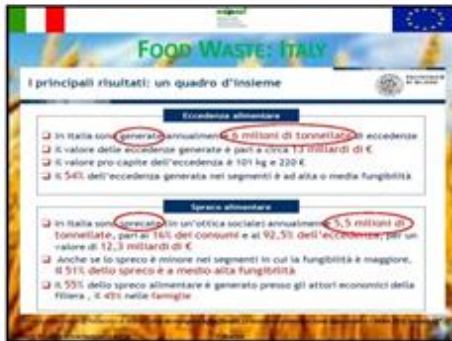 FOOD WASTE: ITALY
I principali risultati: un quadro d'insieme
POLITECNICO
DI MILANO
Eccedenza alimentare
In Italia sono generate annualmente 6 milioni di tonnellate di eccedenze
Il valore delle eccedenze generate è pari a circa 13 miliardi di €
Il valore pro-capite dell'eccedenza è 101 kg e 220 €
Il 54% dell'eccedenza generata nei segmenti è ad alta o media fungibilità
Spreco alimentare
In Italia sono sprecate (in un'ottica sociale) annualmente 5,5 milioni di
tonnellate, pari al 16% dei consumi e al 92,5% dell'eccedenza, per un
valore di 12,3 miliardi di €
Anche se lo spreco è minore nei segmenti in cui la fungibilità è maggiore,
il 51% dello spreco è a medio alta fungibilità
Il 55% dello spreco alimentare è generato presso gli attori economici della
filiera , il 45% nelle famiglie